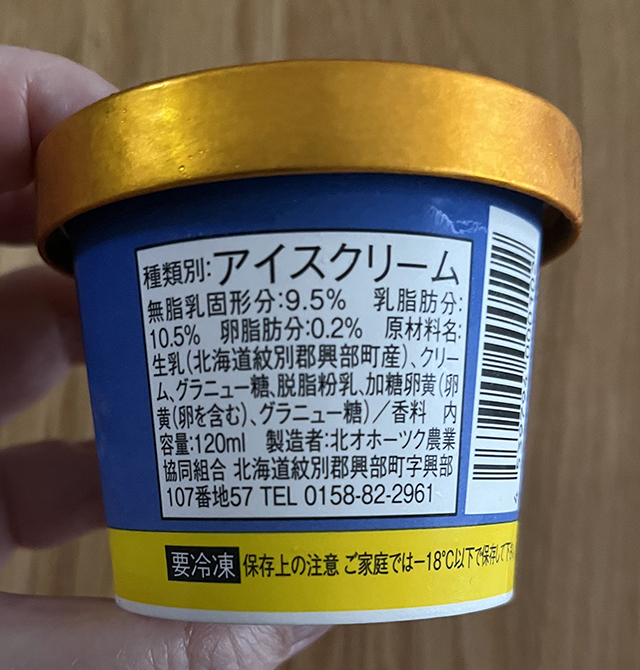 種類別:アイスクリーム
無脂乳固形分:9.5% 乳脂肪分:
10.5% 卵脂肪分:0.2% 原材料名:
生乳(北海道紋別郡興部町産)、クリー
ム、グラニュー糖、脱脂粉乳、加糖卵黄(卵
黄(卵を含む)、グラニュー糖)／香料 内
容量:120ml 製造者:北オホーツク農業
協同組合 北海道紋別郡興部町字興部
107番地57 TEL 0158-82-2961
要冷凍 保存上の注意 ご家庭では−18℃以下で保存して下